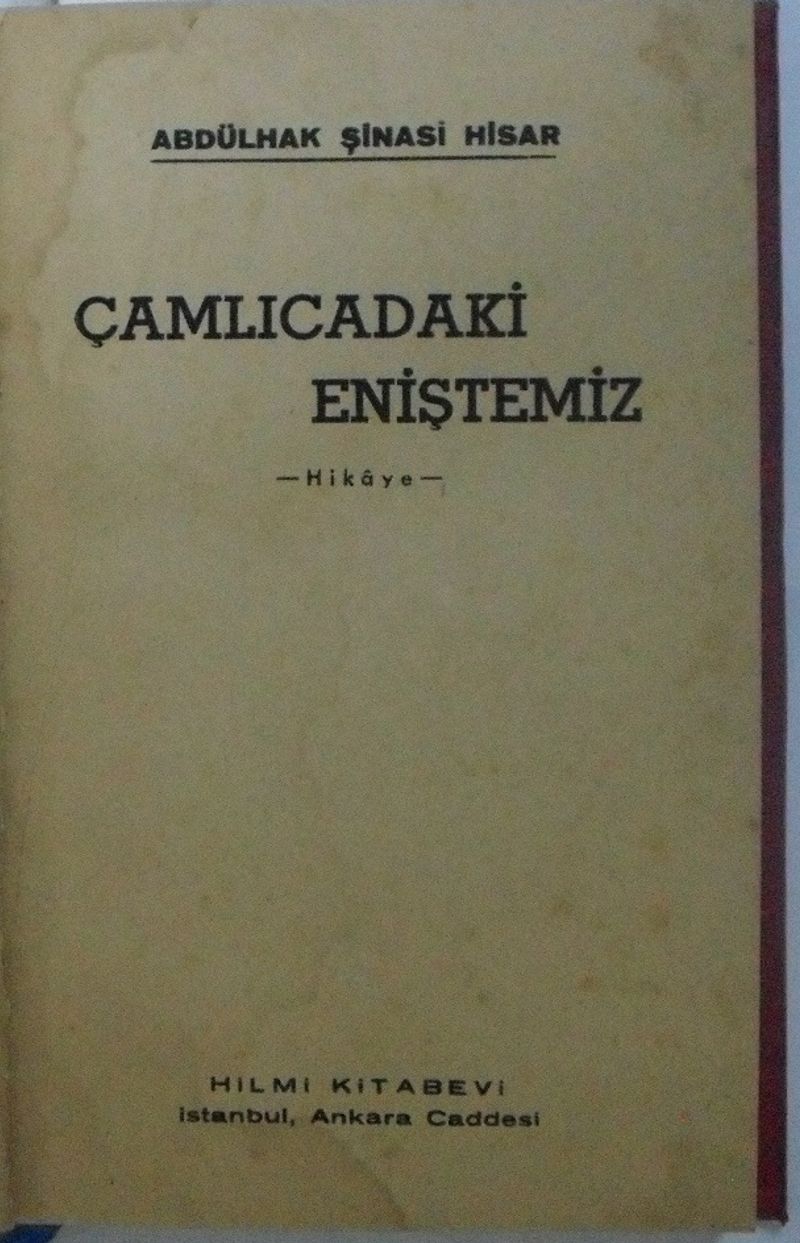 ABDÜLHAK ŞİNASİ HİSAR
ÇAMLICADAKİ
ENİŞTEMİZ
— Hikâye —
HİLMİ KİTABEVİ
İstanbul, Ankara Caddesi